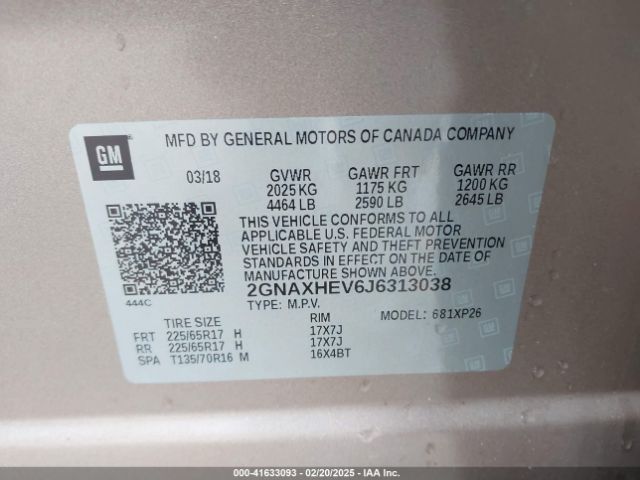 GM
MFD BY GENERAL MOTORS OF CANADA COMPANY
03/18 GVWR GAWR FRT GAWR RR
2025 KG 1175 KG 1200 KG
4464 LB 2590 LB 2645 LB
THIS VEHICLE CONFORMS TO ALL
APPLICABLE U.S. FEDERAL MOTOR
VEHICLE SAFETY AND THEFT PREVENTION
STANDARDS IN EFFECT ON THE DATE OF
MANUFACTURE SHOWN ABOVE.
444C
2GNAXHEV6J6313038
TYPE: M.P.V. MODEL: 681XP26
TIRE SIZE RIM
FRT 225/65R17 H 17X7J
RR 225/65R17 H 17X7J
SPA T135/70R16 M 16X4BT
000-41633093 - 02/20/2025 - IAA Inc.